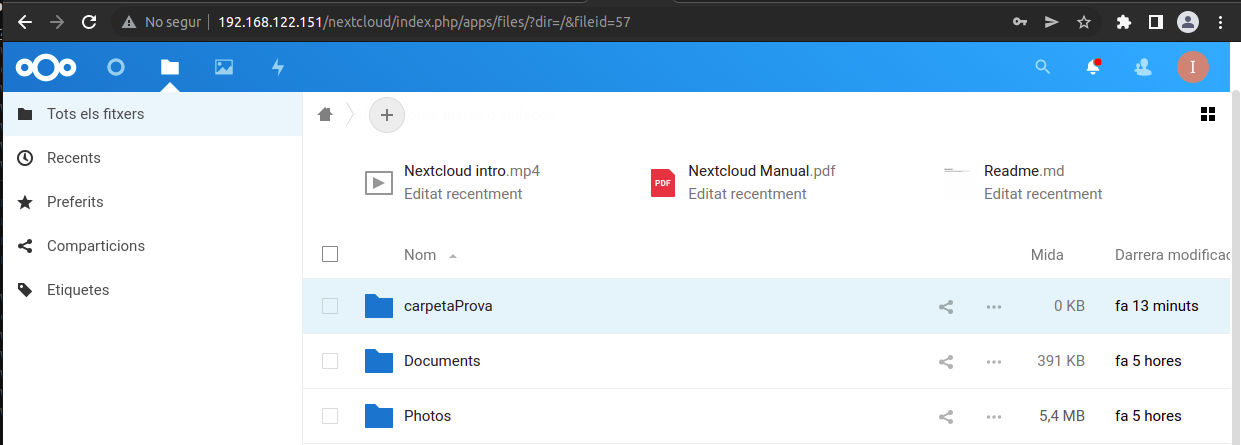 No segur | 192.168.122.151/nextcloud/index.php/apps/files/?dir=/&fileid=57
I
Tots els fitxers
Recents
Preferits
Comparticions
Etiquetes
Nextcloud intro.mp4
Editat recentment
PDF
Nextcloud Manual.pdf
Editat recentment
Readme.md
Editat recentment
Nom Mida Darrera modificac
carpetaProva 0 KB fa 13 minuts
Documents 391 KB fa 5 hores
Photos 5,4 MB fa 5 hores